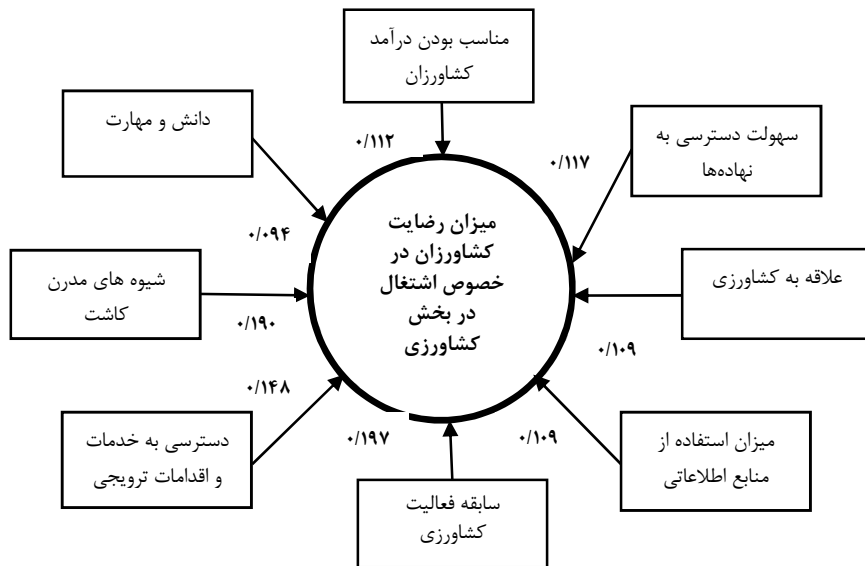 مناسب بودن درآمد
کشاورزان
دانش و مهارت
سهولت دسترسی به
نهاده‌ها
۰/۱۱۲
۰/۱۱۷
میزان رضایت
کشاورزان در
خصوص اشتغال
در بخش
کشاورزی
۰/۰۹۴
شیوه های مدرن
کاشت
علاقه به کشاورزی
۰/۱۹۰
۰/۱۰۹
۰/۱۴۸
دسترسی به خدمات
و اقدامات ترویجی
۰/۱۹۷
۰/۱۰۹
میزان استفاده از
منابع اطلاعاتی
سابقه فعالیت
کشاورزی